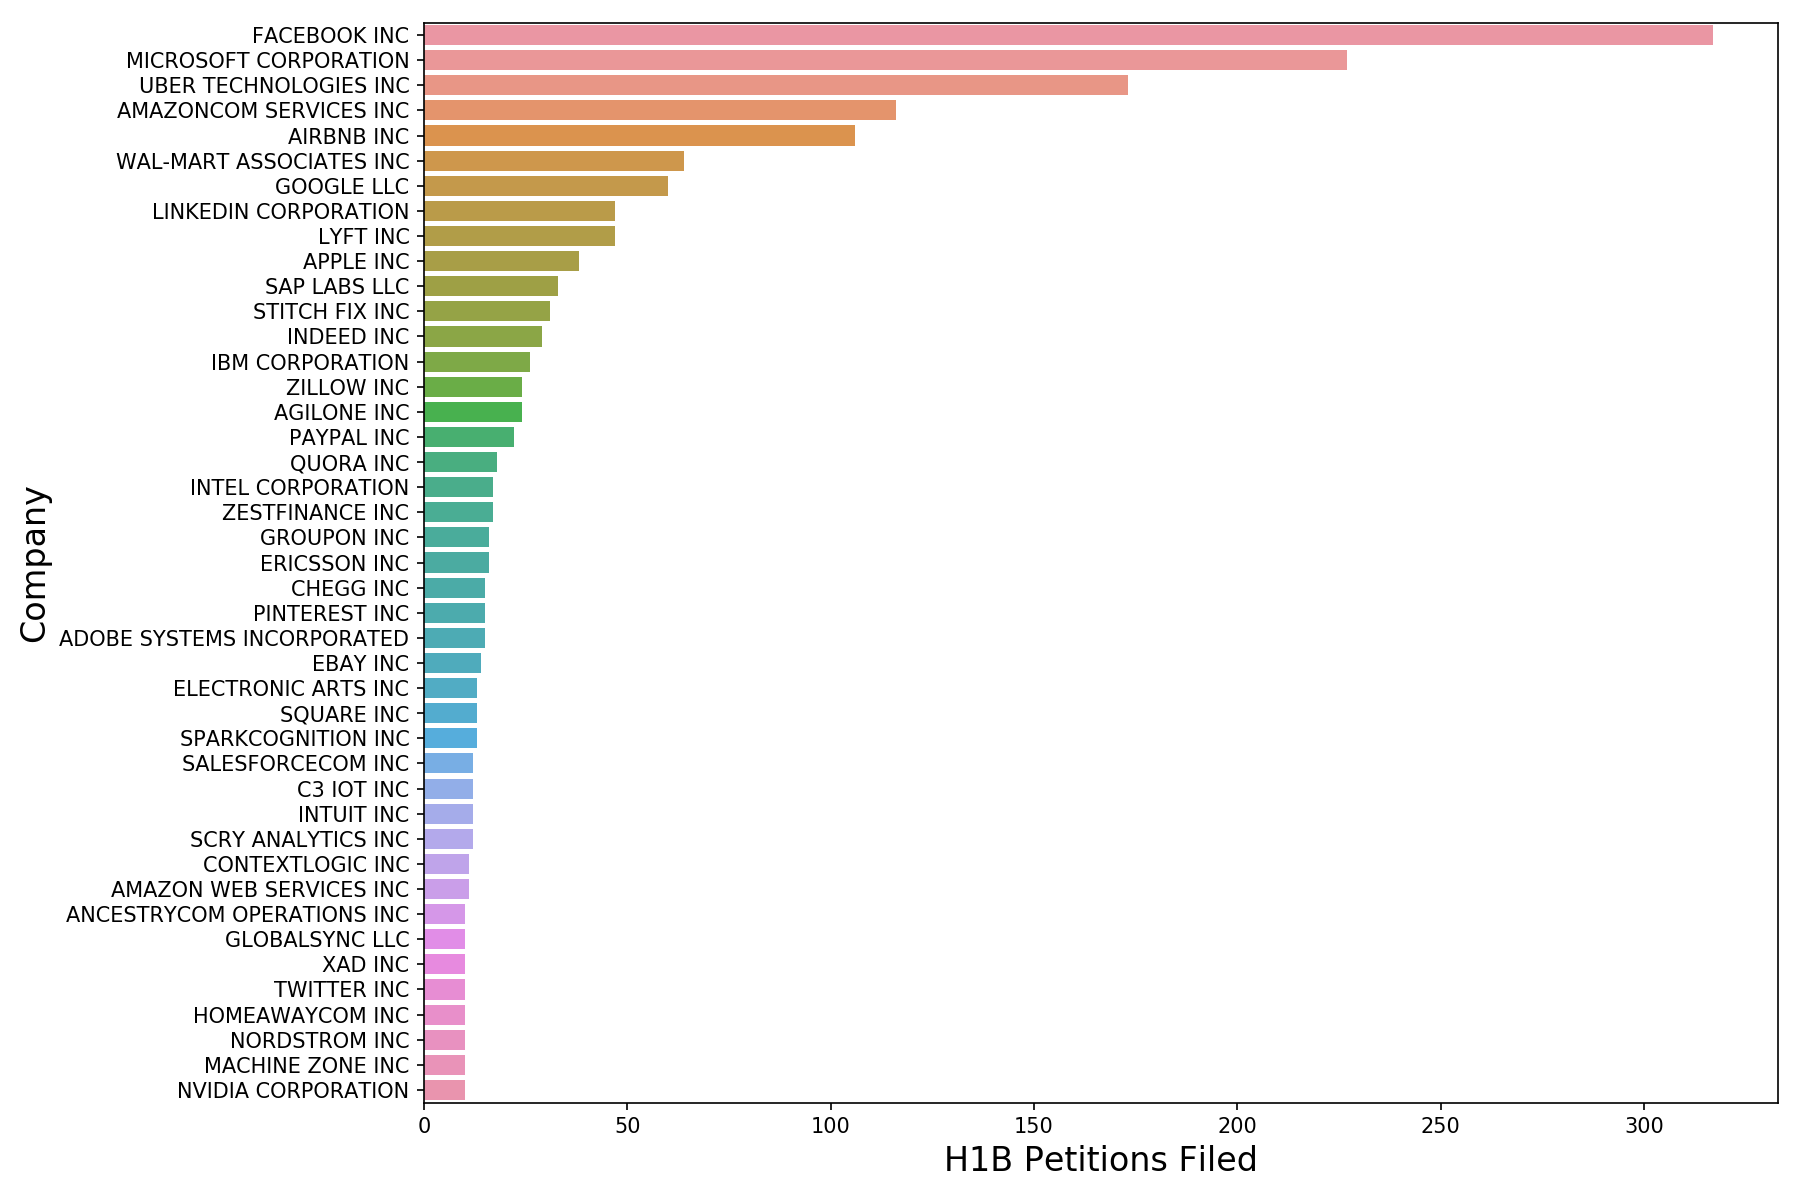 FACEBOOK INC
MICROSOFT CORPORATION
UBER TECHNOLOGIES INC
AMAZONCOM SERVICES INC
AIRBNB INC
WAL-MART ASSOCIATES INC
GOOGLE LLC
LINKEDIN CORPORATION
LYFT INC
APPLE INC
SAP LABS LLC
STITCH FIX INC
INDEED INC
IBM CORPORATION
ZILLOW INC
AGILONE INC
PAYPAL INC
QUORA INC
INTEL CORPORATION
ZESTFINANCE INC
GROUPON INC
ERICSSON INC
CHEGG INC
PINTEREST INC
ADOBE SYSTEMS INCORPORATED
EBAY INC
ELECTRONIC ARTS INC
SQUARE INC
SPARKCOGNITION INC
SALESFORCECOM INC
C3 IOT INC
INTUIT INC
SCRY ANALYTICS INC
CONTEXTLOGIC INC
AMAZON WEB SERVICES INC
ANCESTRYCOM OPERATIONS INC
GLOBALSYNC LLC
XAD INC
TWITTER INC
HOMEAWAYCOM INC
NORDSTROM INC
MACHINE ZONE INC
NVIDIA CORPORATION
Company
0 50 100 150 200 250 300
H1B Petitions Filed